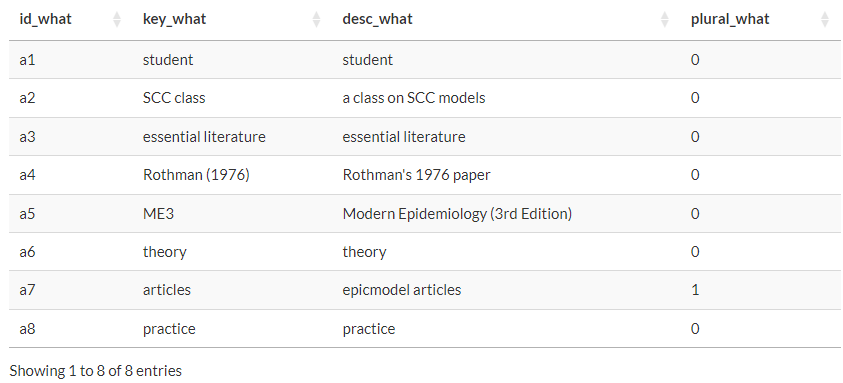 id_what key_what desc_what plural_what
a1 student student 0
a2 SCC class a class on SCC models 0
a3 essential literature essential literature 0
a4 Rothman (1976) Rothman's 1976 paper 0
a5 ME3 Modern Epidemiology (3rd Edition) 0
a6 theory theory 0
a7 articles epicmodel articles 1
a8 practice practice 0
Showing 1 to 8 of 8 entries